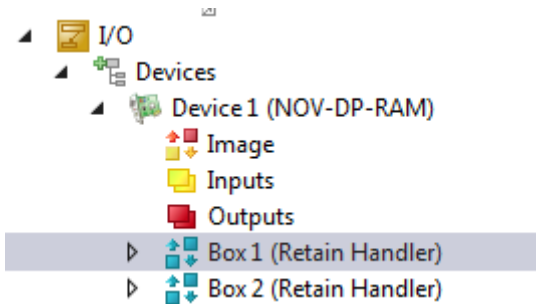 I/O
Devices
Device 1 (NOV-DP-RAM)
Image
Inputs
Outputs
Box 1 (Retain Handler)
Box 2 (Retain Handler)